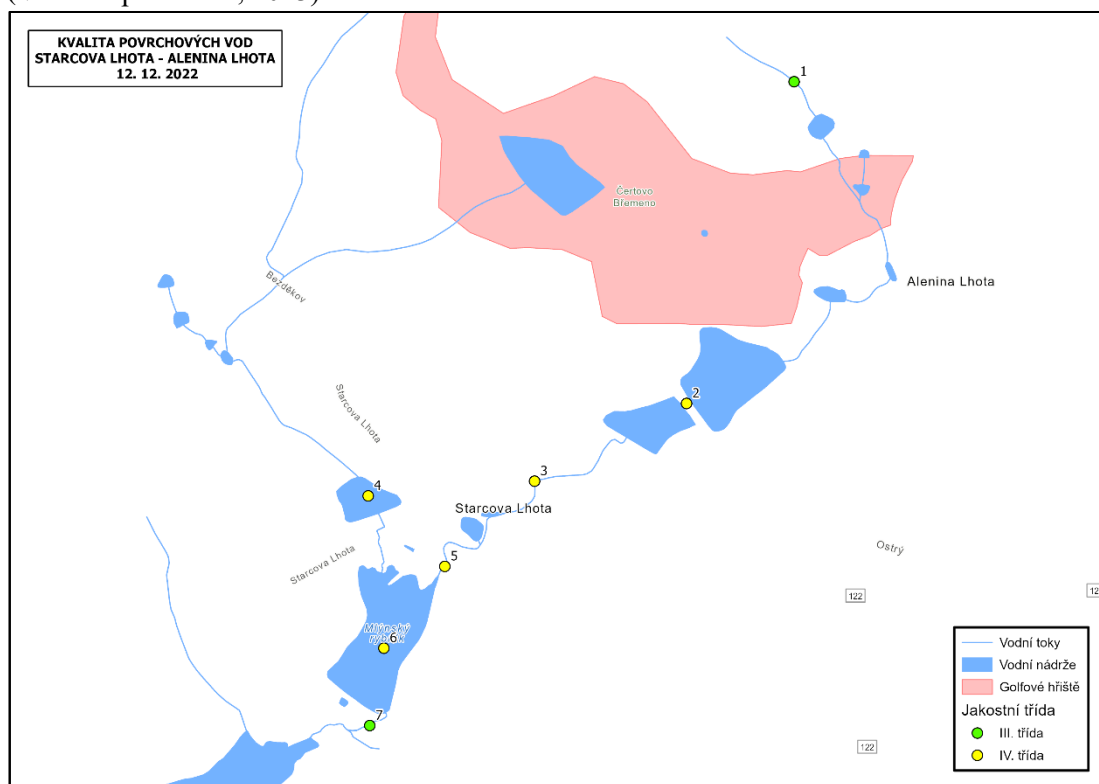 KVALITA POVRCHOVÝCH VOD
STARCOVA LHOTA - ALENINA LHOTA
12. 12. 2022
1
Čertovo
Břemeno
Bezděkov
Alenina Lhota
Starcova Lhota
2
3
4
Starcova Lhota
Starcova Lhota
5
Ostrý
122
Mlýnský
6
7
122
Vodní toky
Vodní nádrže
Golfové hřiště
Jakostní třída
III. třída
IV. třída